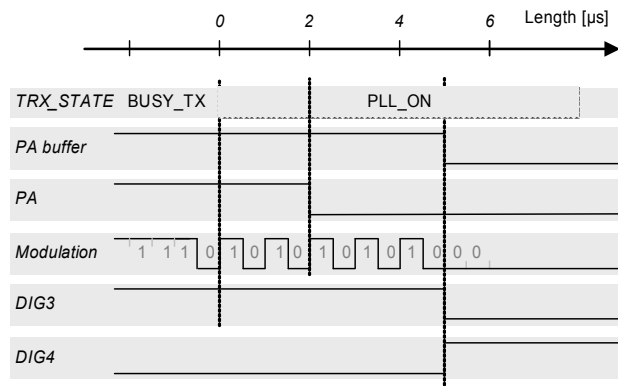 0 2 4 6 Length [µs]
TRX_STATE BUSY_TX PLL_ON
PA buffer
PA
Modulation 1 1 1 0 1 0 1 0 1 0 1 0 1 0 0 0
DIG3
DIG4